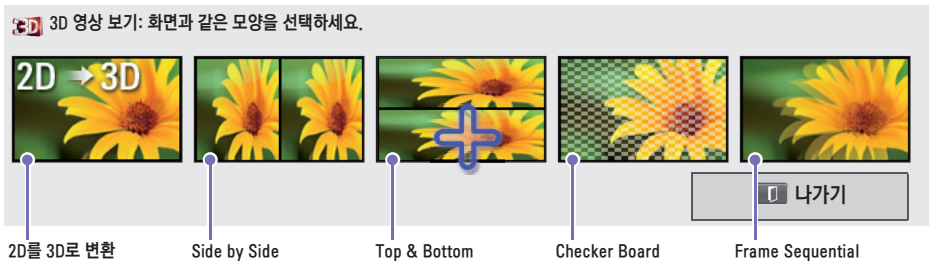 3D 3D 영상 보기: 화면과 같은 모양을 선택하세요.
2D → 3D
나가기
2D를 3D로 변환
Side by Side
Top & Bottom
Checker Board
Frame Sequential